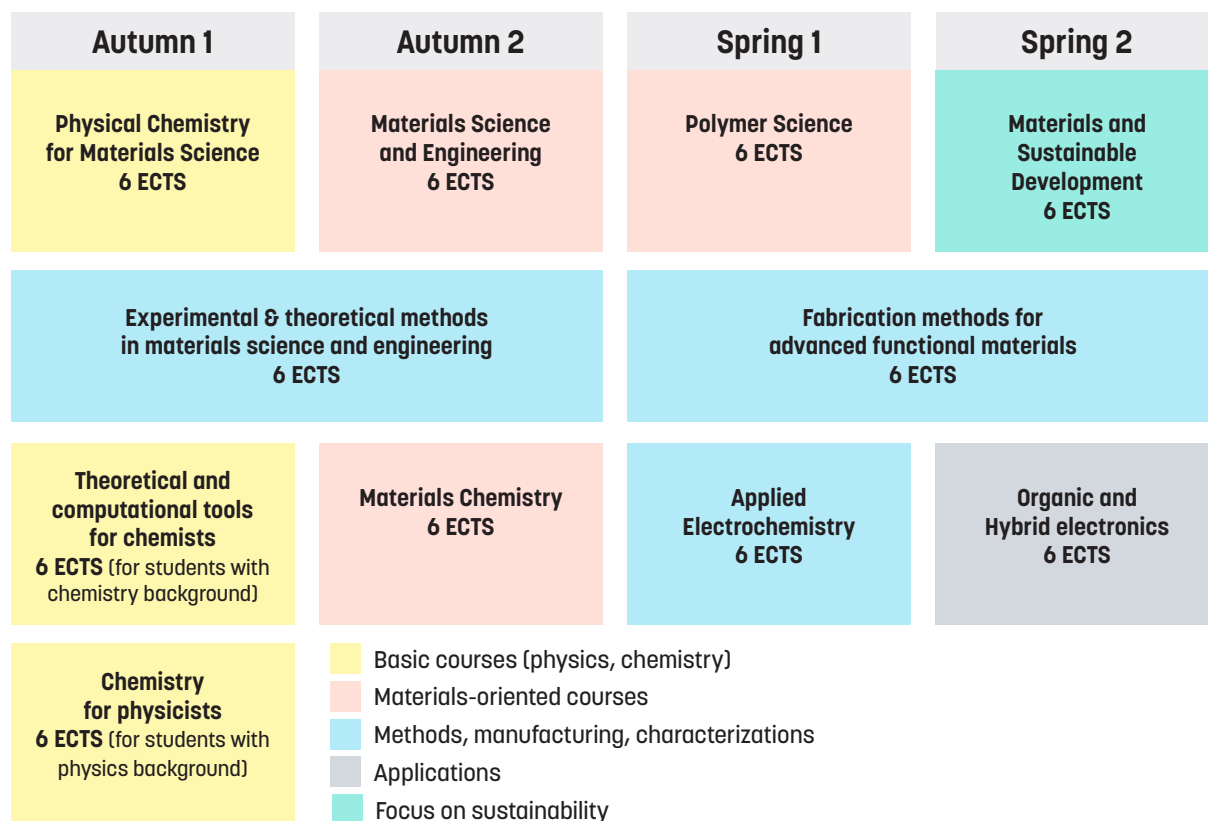 Autumn 1
Autumn 2
Spring 1
Spring 2
Physical Chemistry
for Materials Science
6 ECTS
Materials Science
and Engineering
6 ECTS
Polymer Science
6 ECTS
Materials and
Sustainable
Development
6 ECTS
Experimental & theoretical methods
in materials science and engineering
6 ECTS
Fabrication methods for
advanced functional materials
6 ECTS
Theoretical and
computational tools
for chemists
6 ECTS (for students with
chemistry background)
Materials Chemistry
6 ECTS
Applied
Electrochemistry
6 ECTS
Organic and
Hybrid electronics
6 ECTS
Chemistry
for physicists
6 ECTS (for students with
physics background)
Basic courses (physics, chemistry)
Materials-oriented courses
Methods, manufacturing, characterizations
Applications
Focus on sustainability